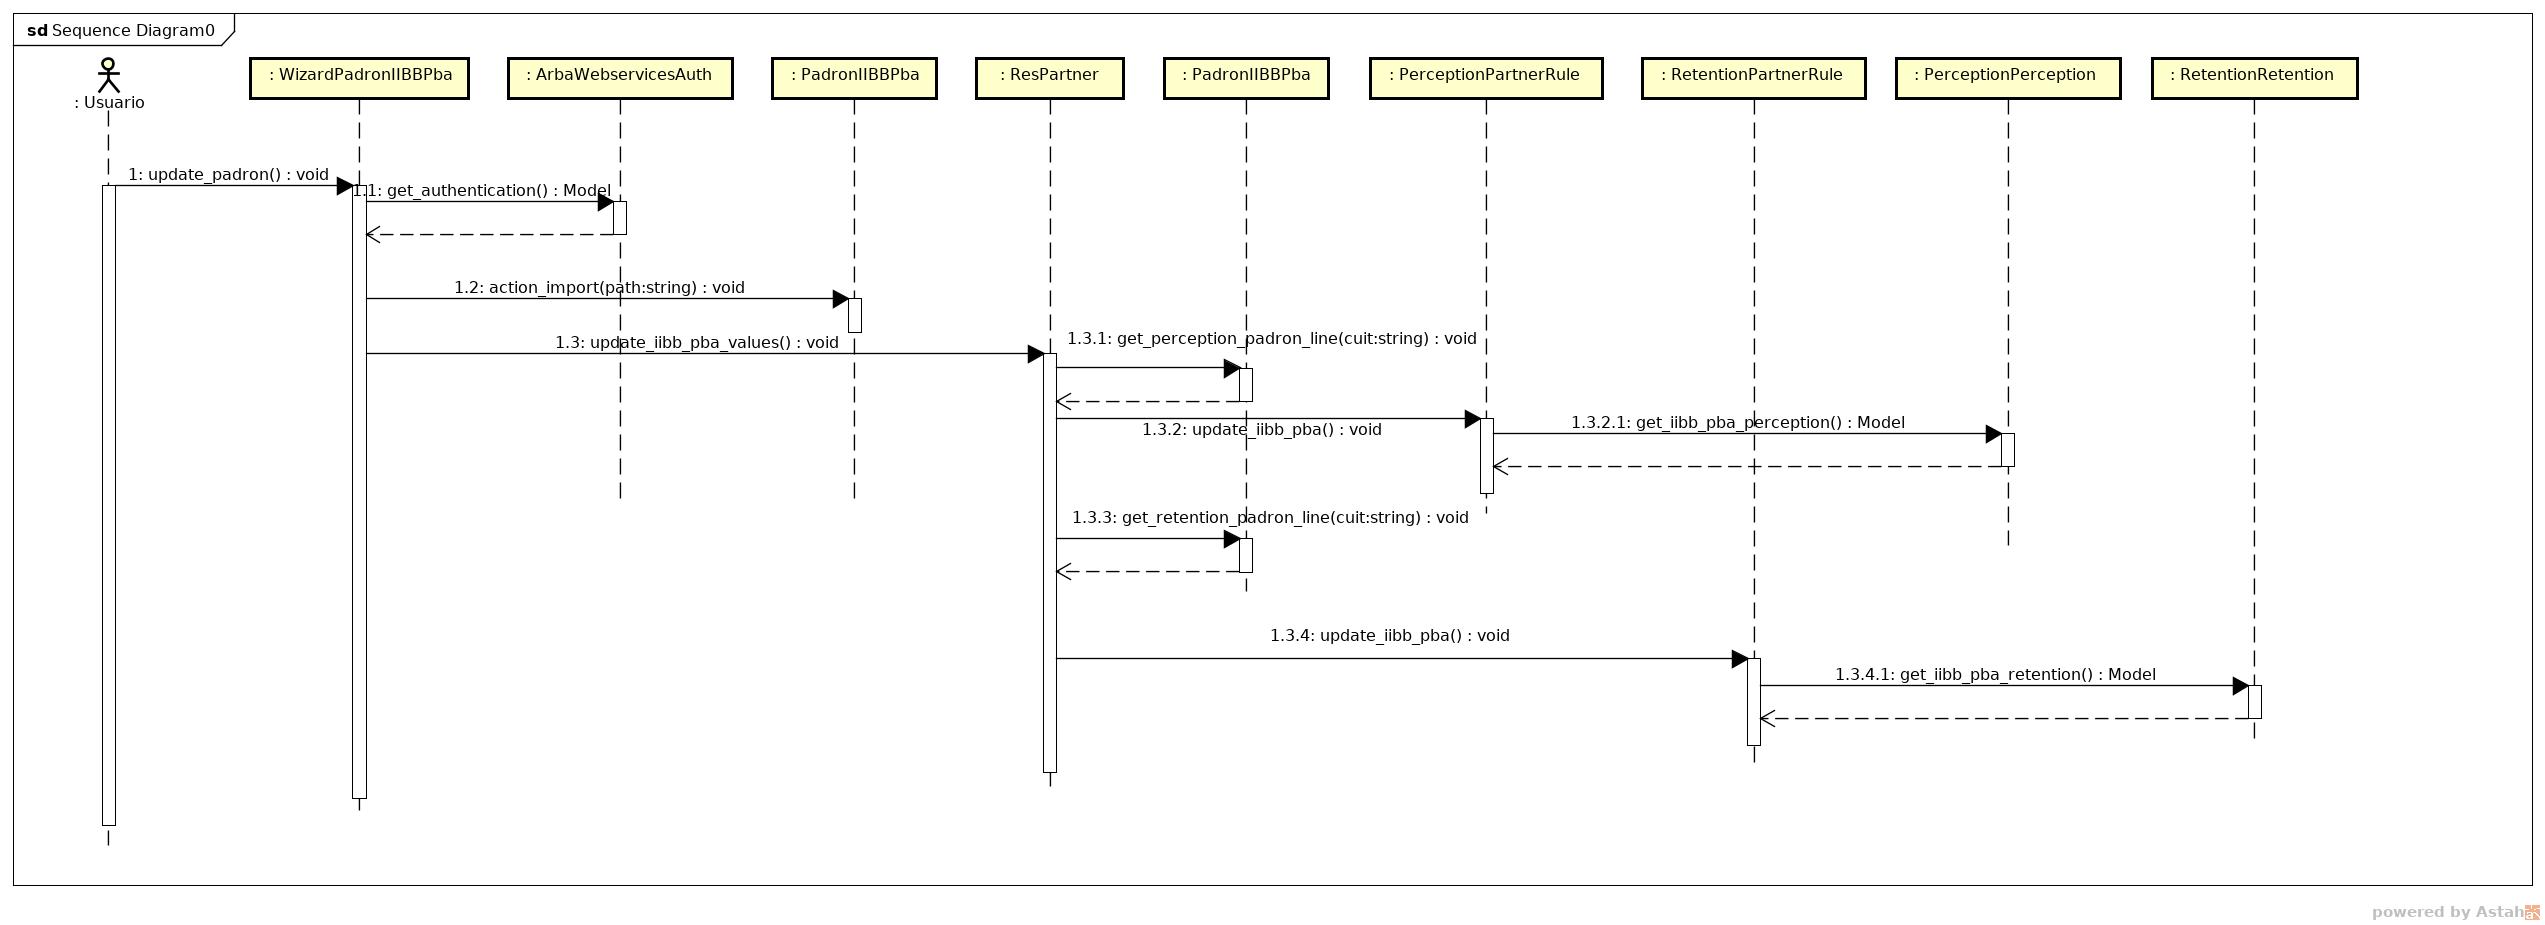 sd Sequence Diagram0
: Usuario
: WizardPadronIIBBPba
: ArbaWebservicesAuth
: PadronIIBBPba
: ResPartner
: PadronIIBBPba
: PerceptionPartnerRule
: RetentionPartnerRule
: PerceptionPerception
: RetentionRetention
1: update_padron() : void
1.1: get_authentication() : Model
1.2: action_import(path:string) : void
1.3: update_iibb_pba_values() : void
1.3.1: get_perception_padron_line(cuit:string) : void
1.3.2: update_iibb_pba() : void
1.3.2.1: get_iibb_pba_perception() : Model
1.3.3: get_retention_padron_line(cuit:string) : void
1.3.4: update_iibb_pba() : void
1.3.4.1: get_iibb_pba_retention() : Model
powered by Astah